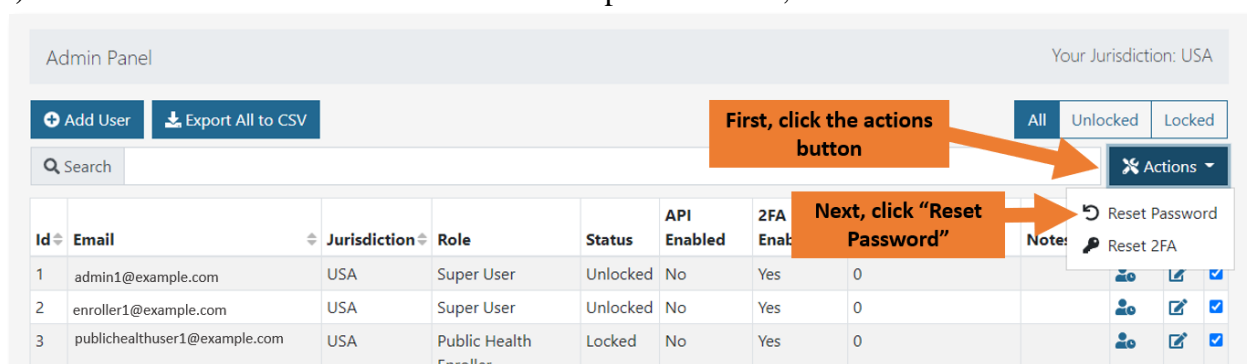 Admin Panel
Your Jurisdiction: USA
Add User
Export All to CSV
First, click the actions
button
All
Unlocked
Locked
Search
Actions
Next, click “Reset
Password”
Reset Password
Reset 2FA
Id Email Jurisdiction Role Status API
Enabled 2FA
1 admin1@example.com USA Super User Unlocked No Yes 0
2 enroller1@example.com USA Super User Unlocked No Yes 0
3 publichealthuser1@example.com USA Public Health Locked No Yes 0